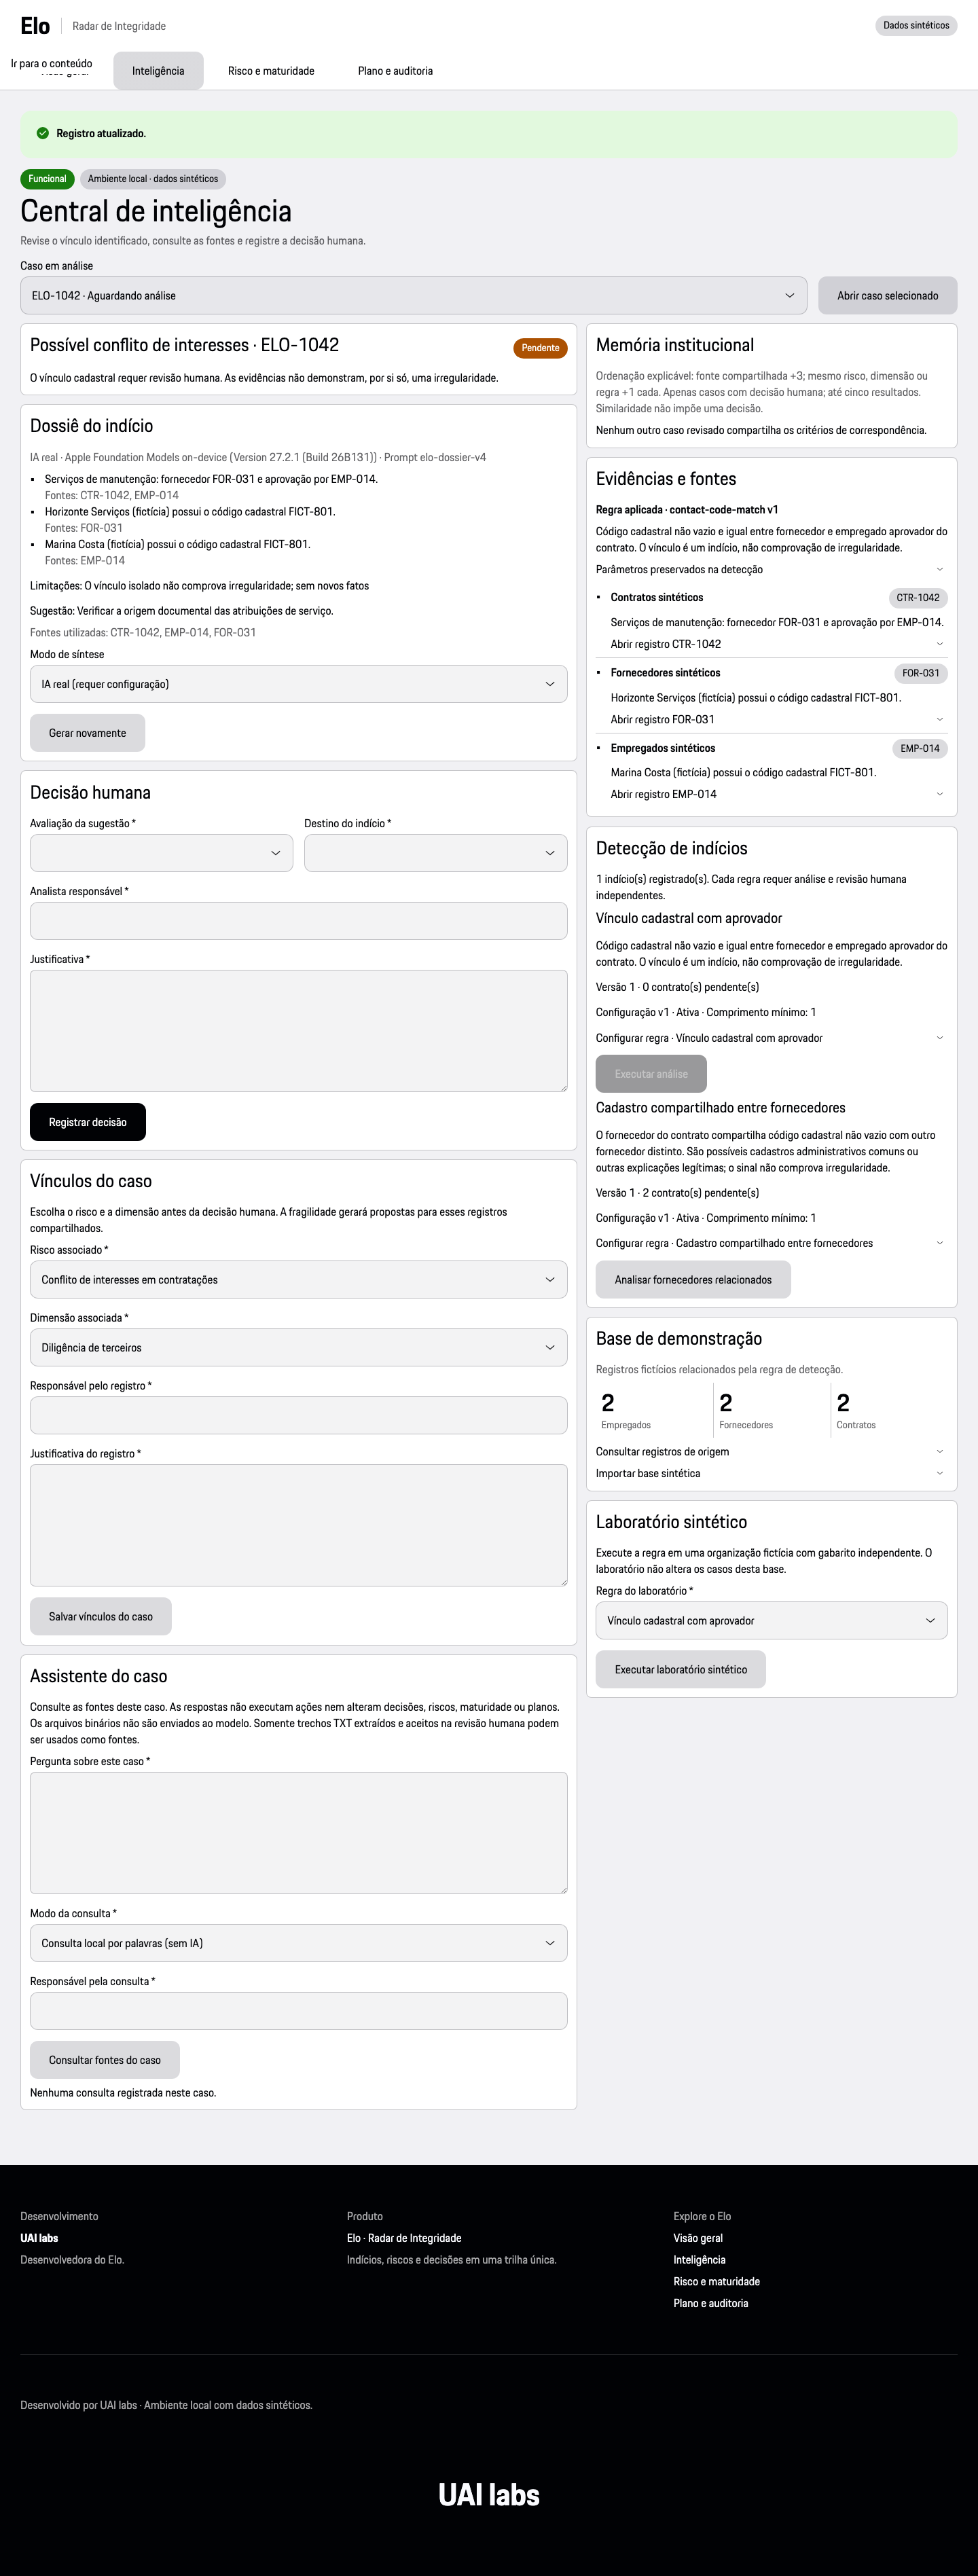 Elo
Radar de Integridade
Dados sintéticos
Ir para o conteúdo
Inteligência
Risco e maturidade
Plano e auditoria
Registro atualizado.
Funcional
Ambiente local · dados sintéticos
Central de inteligência
Revise o vínculo identificado, consulte as fontes e registre a decisão humana.
Caso em análise
ELO-1042 · Aguardando análise
Abrir caso selecionado
Possível conflito de interesses · ELO-1042
Pendente
O vínculo cadastral requer revisão humana. As evidências não demonstram, por si só, uma irregularidade.
Dossiê do indício
IA real · Apple Foundation Models on-device (Version 27.2.1 (Build 26B131)) · Prompt elo-dossier-v4
Serviços de manutenção: fornecedor FOR-031 e aprovação por EMP-014.
Fontes: CTR-1042, EMP-014
Horizonte Serviços (fictícia) possui o código cadastral FICT-801.
Fontes: FOR-031
Marina Costa (fictícia) possui o código cadastral FICT-801.
Fontes: EMP-014
Limitações: O vínculo isolado não comprova irregularidade; sem novos fatos
Sugestão: Verificar a origem documental das atribuições de serviço.
Fontes utilizadas: CTR-1042, EMP-014, FOR-031
Modo de síntese
IA real (requer configuração)
Gerar novamente
Decisão humana
Avaliação da sugestão *
Destino do indício *
Analista responsável *
Justificativa *
Registrar decisão
Vínculos do caso
Escolha o risco e a dimensão antes da decisão humana. A fragilidade gerará propostas para esses registros
compartilhados.
Risco associado *
Conflito de interesses em contratações
Dimensão associada *
Diligência de terceiros
Responsável pelo registro *
Justificativa do registro *
Salvar vínculos do caso
Assistente do caso
Consulte as fontes deste caso. As respostas não executam ações nem alteram decisões, riscos, maturidade ou planos.
Os arquivos binários não são enviados ao modelo. Somente trechos TXT extraídos e aceitos na revisão humana podem
ser usados como fontes.
Pergunta sobre este caso *
Modo da consulta *
Consulta local por palavras (sem IA)
Responsável pela consulta *
Consultar fontes do caso
Nenhuma consulta registrada neste caso.
Memória institucional
Ordenação explicável: fonte compartilhada +3; mesmo risco, dimensão ou
regra +1 cada. Apenas casos com decisão humana; até cinco resultados.
Similaridade não impõe uma decisão.
Nenhum outro caso revisado compartilha os critérios de correspondência.
Evidências e fontes
Regra aplicada · contact-code-match v1
Código cadastral não vazio e igual entre fornecedor e empregado aprovador do
contrato. O vínculo é um indício, não comprovação de irregularidade.
Parâmetros preservados na detecção
Contratos sintéticos
CTR-1042
Serviços de manutenção: fornecedor FOR-031 e aprovação por EMP-014.
Abrir registro CTR-1042
Fornecedores sintéticos
FOR-031
Horizonte Serviços (fictícia) possui o código cadastral FICT-801.
Abrir registro FOR-031
Empregados sintéticos
EMP-014
Marina Costa (fictícia) possui o código cadastral FICT-801.
Abrir registro EMP-014
Detecção de indícios
1 indício(s) registrado(s). Cada regra requer análise e revisão humana
independentes.
Vínculo cadastral com aprovador
Código cadastral não vazio e igual entre fornecedor e empregado aprovador do
contrato. O vínculo é um indício, não comprovação de irregularidade.
Versão 1 · 0 contrato(s) pendente(s)
Configuração v1 · Ativa · Comprimento mínimo: 1
Configurar regra · Vínculo cadastral com aprovador
Executar análise
Cadastro compartilhado entre fornecedores
O fornecedor do contrato compartilha código cadastral não vazio com outro
fornecedor distinto. São possíveis cadastros administrativos comuns ou
outras explicações legítimas; o sinal não comprova irregularidade.
Versão 1 · 2 contrato(s) pendente(s)
Configuração v1 · Ativa · Comprimento mínimo: 1
Configurar regra · Cadastro compartilhado entre fornecedores
Analisar fornecedores relacionados
Base de demonstração
Registros fictícios relacionados pela regra de detecção.
2
Empregados
2
Fornecedores
2
Contratos
Consultar registros de origem
Importar base sintética
Laboratório sintético
Execute a regra em uma organização fictícia com gabarito independente. O
laboratório não altera os casos desta base.
Regra do laboratório *
Vínculo cadastral com aprovador
Executar laboratório sintético
Desenvolvimento
UAI labs
Desenvolvedora do Elo.
Produto
Elo · Radar de Integridade
Indícios, riscos e decisões em uma trilha única.
Explore o Elo
Visão geral
Inteligência
Risco e maturidade
Plano e auditoria
Desenvolvido por UAI labs · Ambiente local com dados sintéticos.
UAI labs